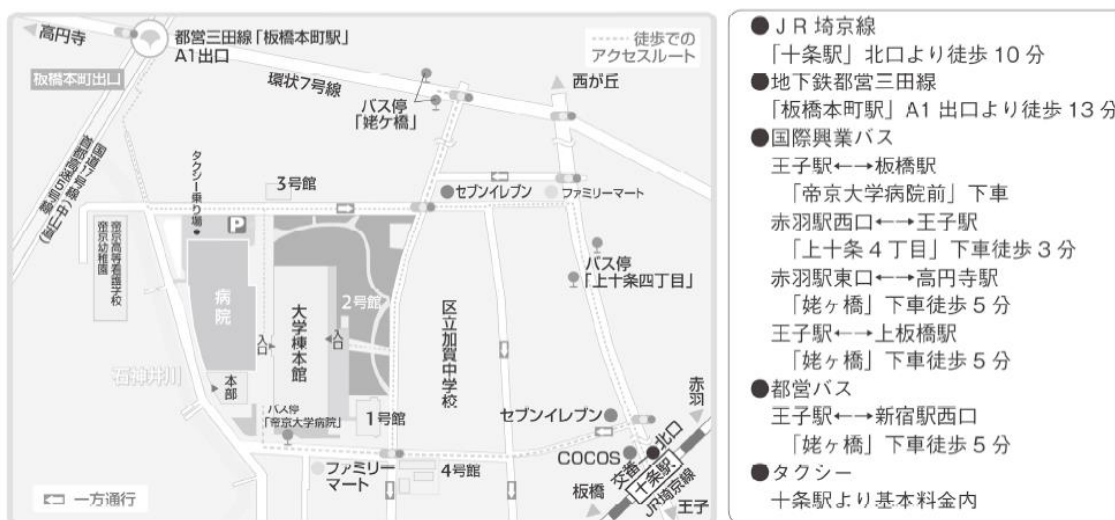 高円寺
都営三田線「板橋本町駅」
A1出口
板橋本町出口
徒歩での
アクセスルート
環状7号線
バス停
「姥ケ橋」
西が丘
国道17号線(中山道)
首都高速5号線
タクシー乗り場
3号館
セブンイレブン
ファミリーマート
P
帝京高等看護学校
帝京幼稚園
病院
2号館
大学棟本館
入口
入口
区立加賀中学校
バス停
「上十条四丁目」
石神井川
本部
バス停
「帝京大学病院」
1号館
セブンイレブン
赤羽
北口
COCOS
交番
十条駅
JR埼京線
ファミリー
マート
4号館
板橋
王子
一方通行
●JR埼京線
「十条駅」北口より徒歩10分
●地下鉄都営三田線
「板橋本町駅」A1出口より徒歩13分
●国際興業バス
王子駅←→板橋駅
「帝京大学病院前」下車
赤羽駅西口←→王子駅
「上十条4丁目」下車徒歩3分
赤羽駅東口←→高円寺駅
「姥ヶ橋」下車徒歩5分
王子駅←→上板橋駅
「姥ヶ橋」下車徒歩5分
●都営バス
王子駅←→新宿駅西口
「姥ヶ橋」下車徒歩5分
●タクシー
十条駅より基本料金内